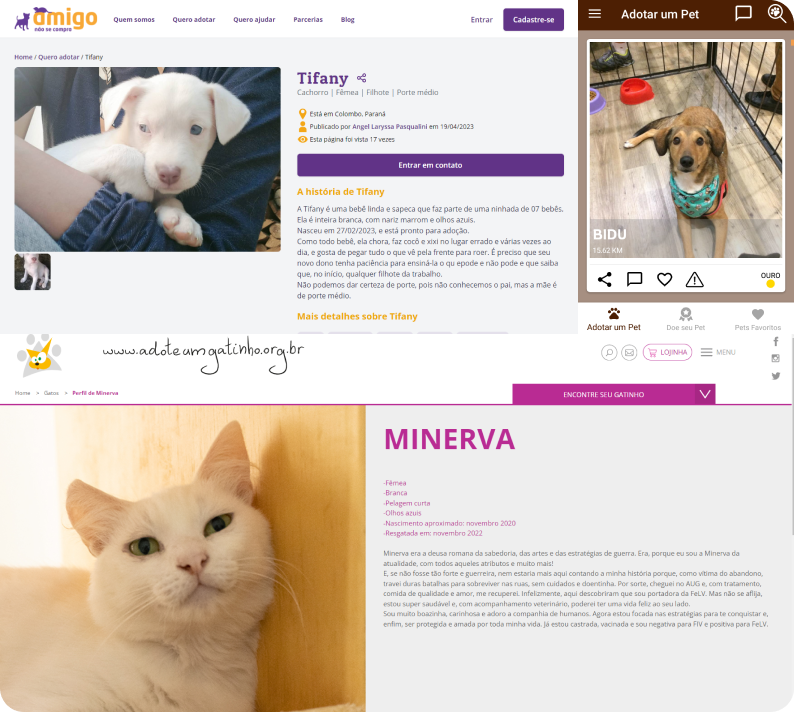 amigo
não se compra
Quem somos
Quero adotar
Quero ajudar
Parcerias
Blog
Entrar
Cadastre-se
Home / Quero adotar / Tifany
Tifany
Cachorro | Fêmea | Filhote | Porte médio
Está em Colombo, Paraná
Publicado por Angel Laryssa Pasqualini em 19/04/2023
Esta página foi vista 17 vezes
Entrar em contato
A história de Tifany
A Tifany é uma bebê linda e sapeca que faz parte de uma ninhada de 07 bebês.
Ela é inteira branca, com nariz marrom e olhos azuis.
Nasceu em 27/02/2023, e está pronto para adoção.
Como todo bebê, ela chora, faz cocô e xixi no lugar errado e várias vezes ao
dia, e gosta de pegar tudo o que vê pela frente para roer. É preciso que seu
novo dono tenha paciência para ensiná-la o qu epode e não pode e que saiba
que, no início, qualquer filhote da trabalho.
Não podemos dar certeza de porte, pois não conhecemos o pai, mas a mãe é
de porte médio.
Mais detalhes sobre Tifany
Adotar um Pet
BIDU
15.62 KM
OURO
Adotar um Pet
Doe seu Pet
Pets Favoritos
www.adoteumgatinho.org.br
LOJINHA
MENU
Home > Gatos > Perfil de Minerva
ENCONTRE SEU GATINHO
MINERVA
-Fêmea
-Branca
-Pelagem curta
-Olhos azuis
-Nascimento aproximado: novembro 2020
-Resgatada em: novembro 2022
Minerva era a deusa romana da sabedoria, das artes e das estratégias de guerra. Era, porque eu sou a Minerva da
atualidade, com todos aqueles atributos e muito mais!
E, se não fosse tão forte e guerreira, nem estaria mais aqui contando a minha história porque, como vítima do abandono,
travei duras batalhas para sobreviver nas ruas, sem cuidados e doentinha. Por sorte, cheguei no AUG e, com tratamento,
comida de qualidade e amor, me recuperei. Infelizmente, aqui descobriram que sou portadora da FeLV. Mas não se aflija,
estou super saudável e, com acompanhamento veterinário, poderei ter uma vida feliz ao seu lado.
Sou muito boazinha, carinhosa e adoro a companhia de humanos. Agora estou focada nas estratégias para te conquistar e,
enfim, ser protegida e amada por toda minha vida. Já estou castrada, vacinada e sou negativa para FIV e positiva para FeLV.